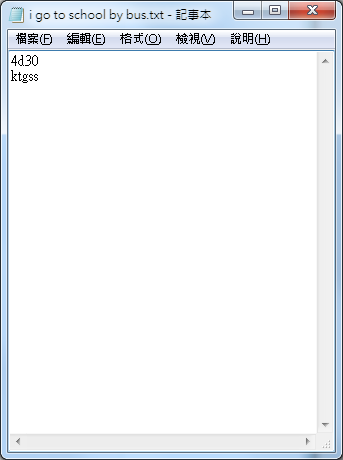 i go to school by bus.txt - 記事本
檔案(F) 編輯(E) 格式(O) 檢視(V) 說明(H)
4d30
ktgss